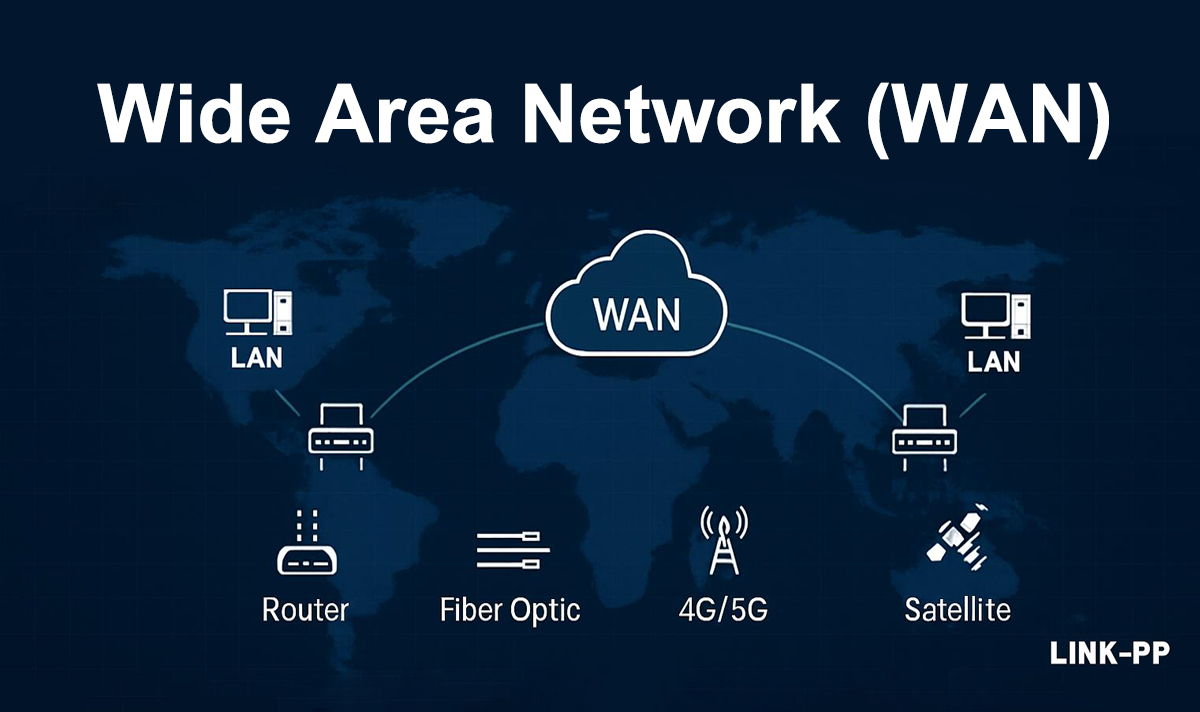 Wide Area Network (WAN)
WAN
LAN
LAN
Router
Fiber Optic
4G/5G
Satellite
LINK-PP